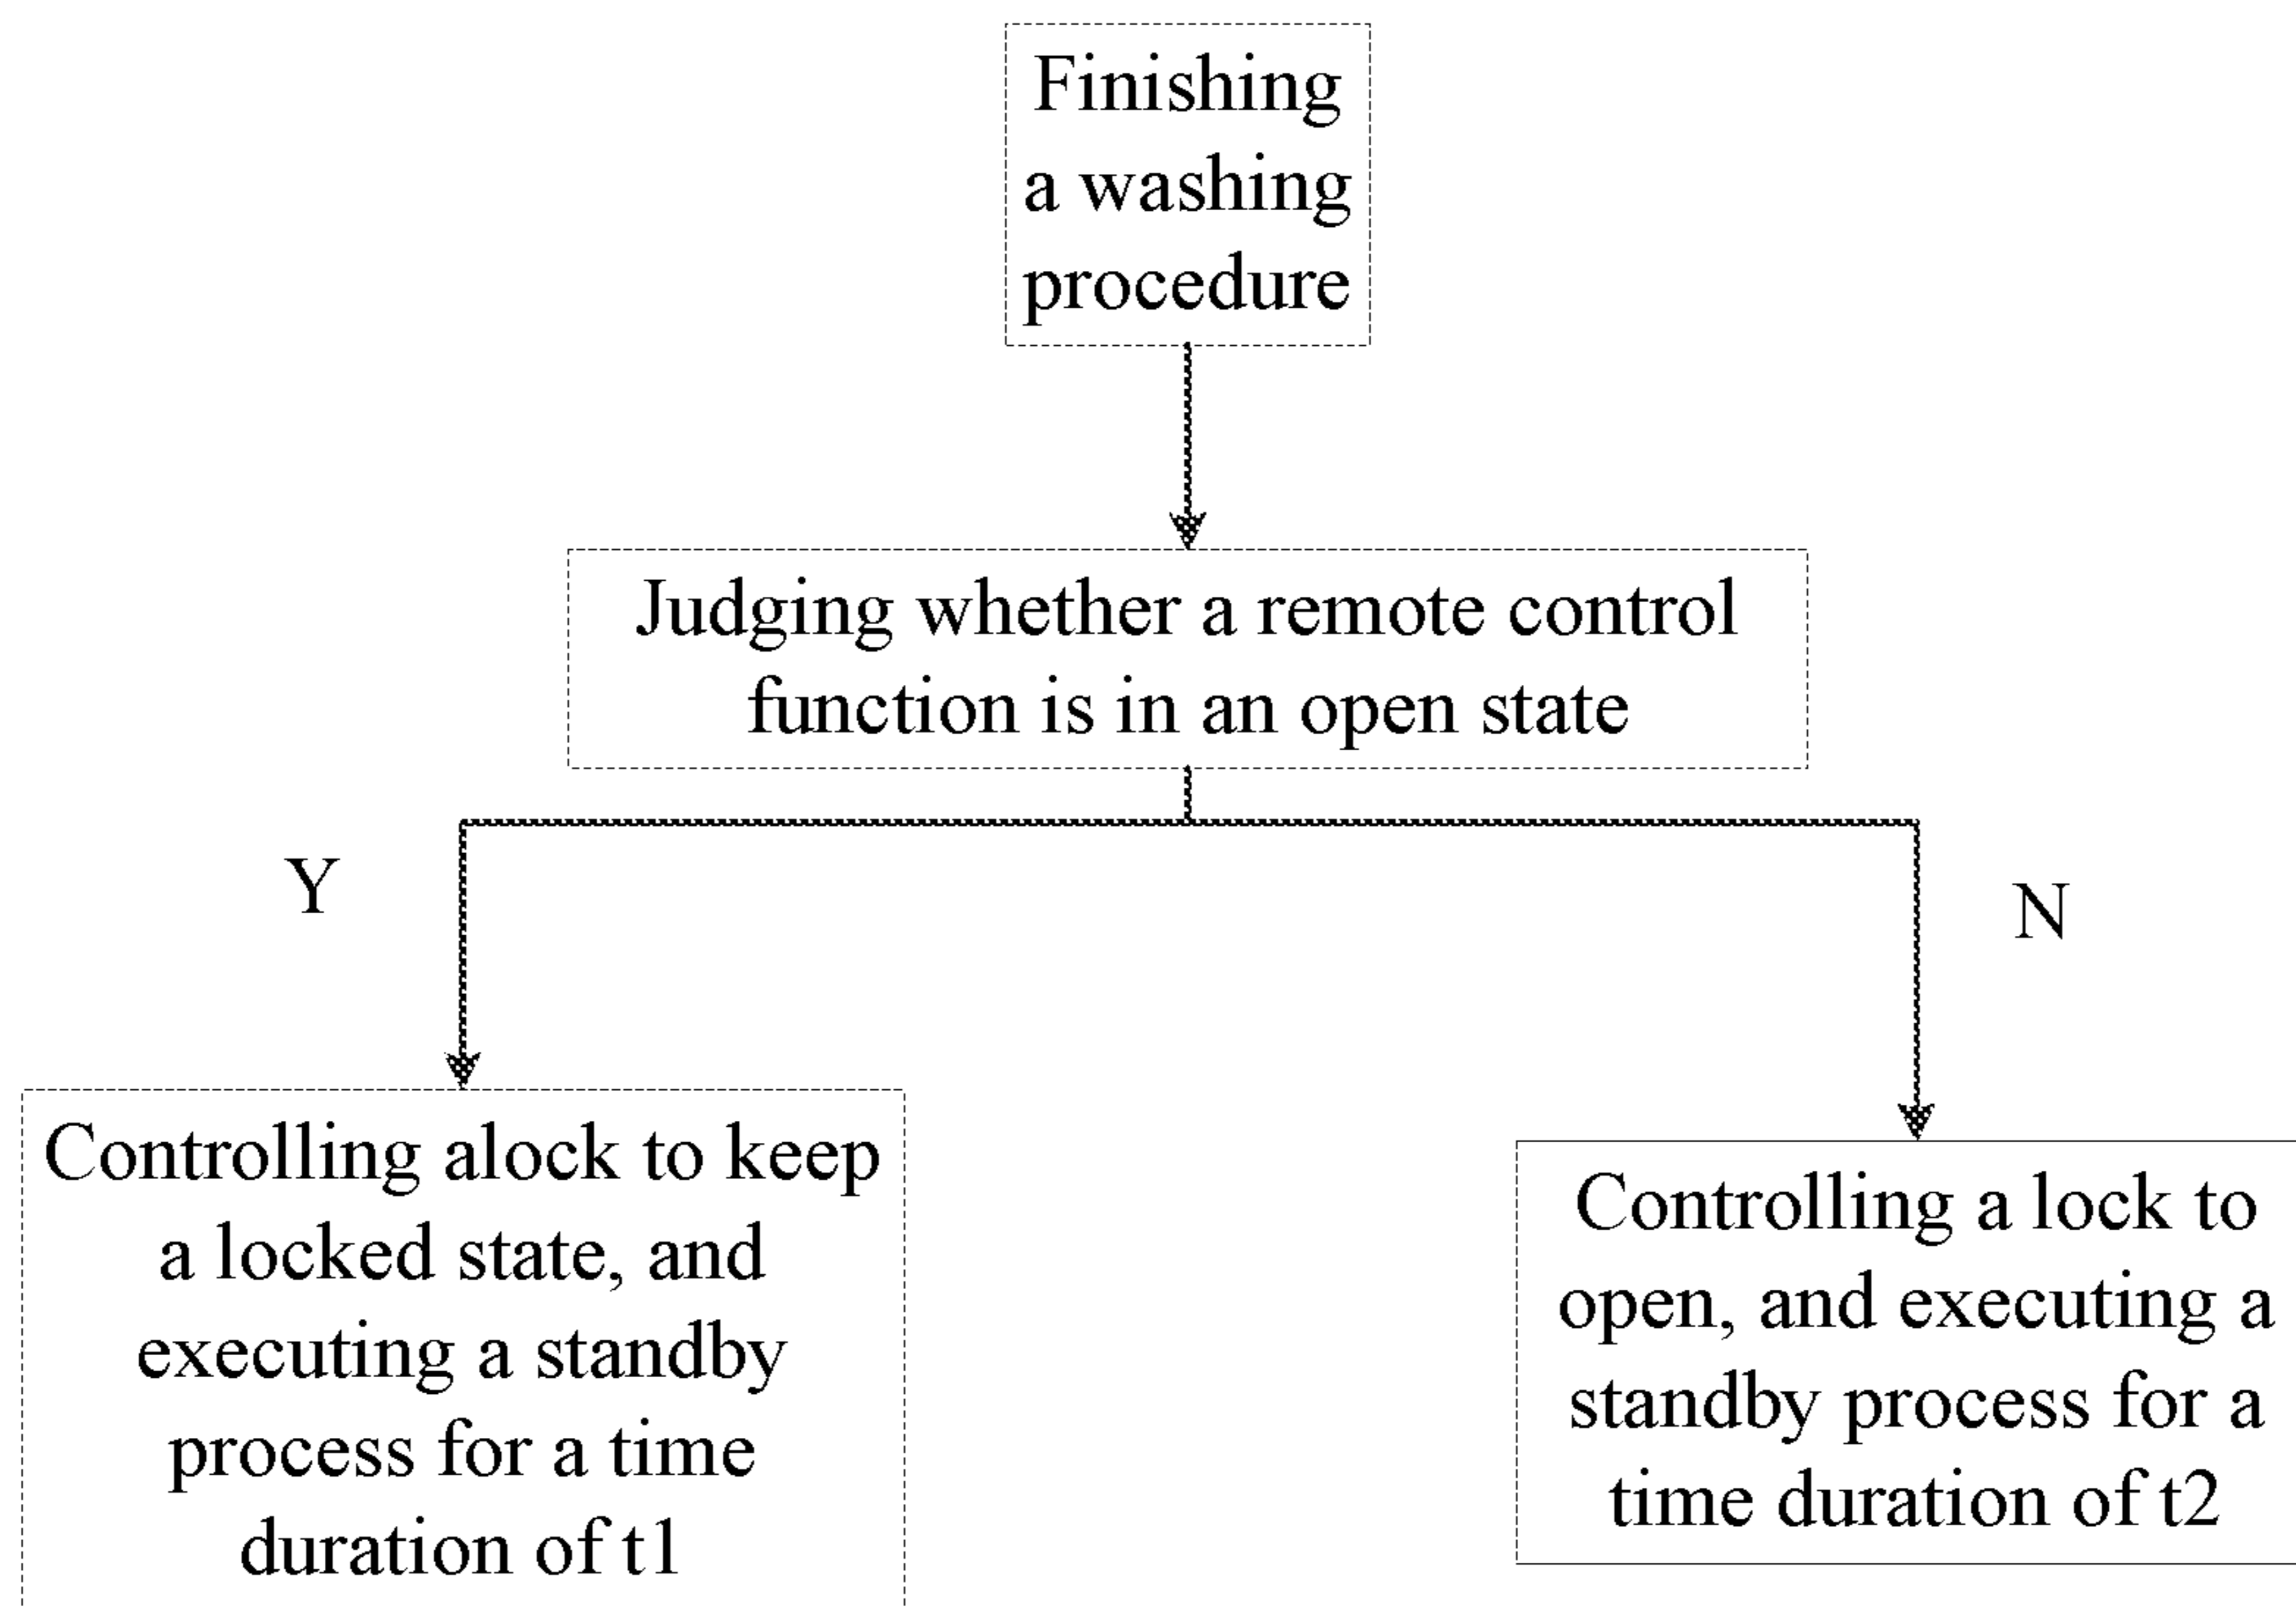 Finishing
a washing
procedure
Judging whether a remote control
function is in an open state
Y
N
Controlling alock to keep
a locked state, and
executing a standby
process for a time
duration of t1
Controlling a lock to
open, and executing a
standby process for a
time duration of t2